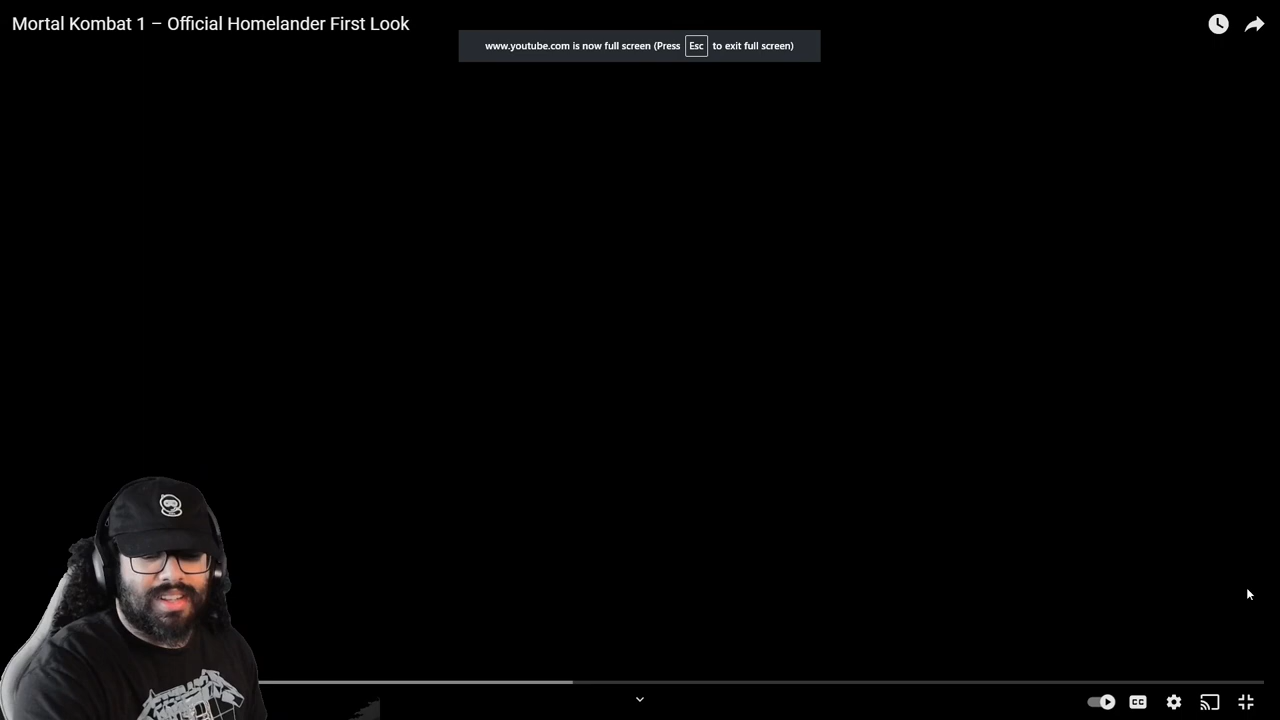 Mortal Kombat 1 – Official Homelander First Look
www.youtube.com is now full screen (Press Esc to exit full screen)
CC